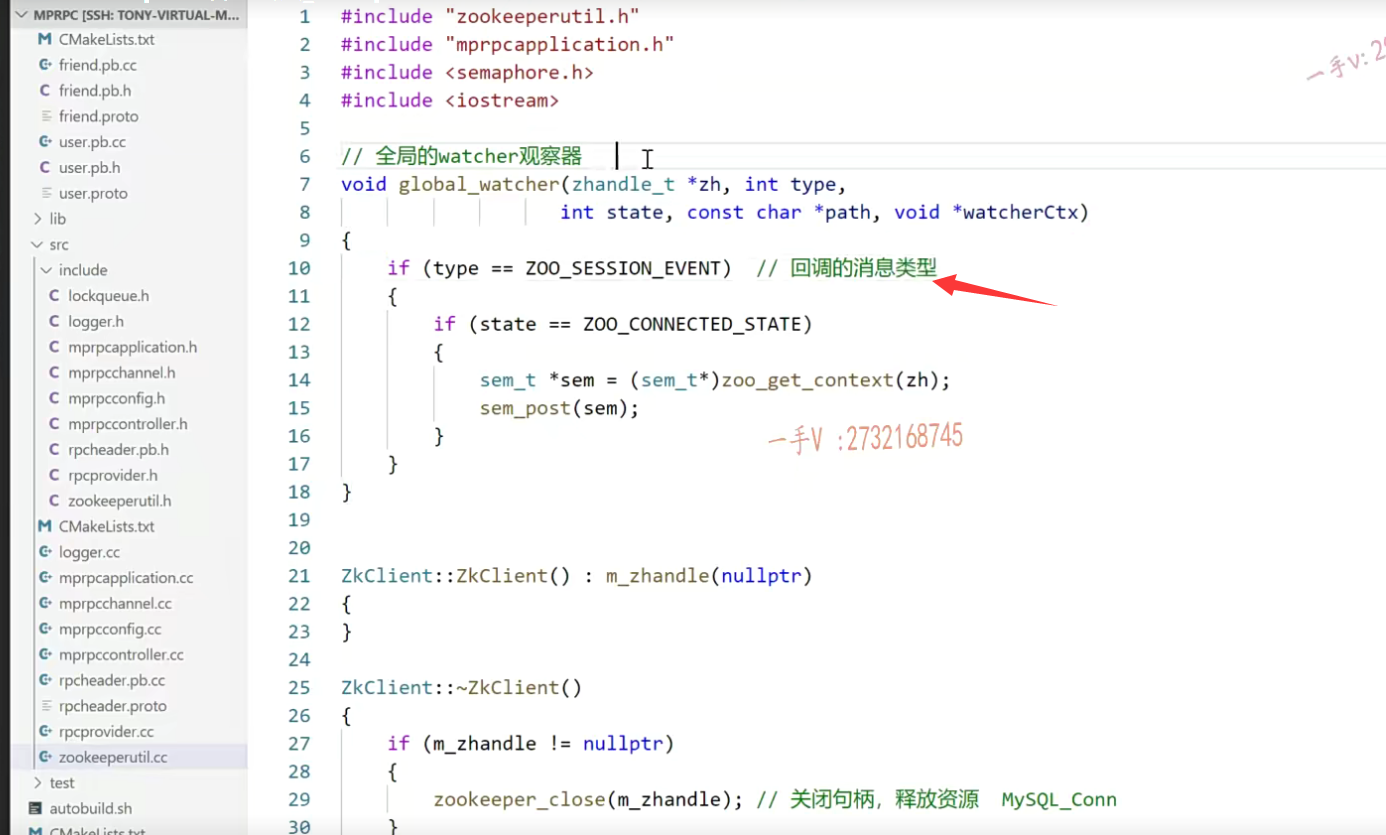 MPRPC [SSH: TONY-VIRTUAL-M...
CMakeLists.txt
friend.pb.cc
friend.pb.h
friend.proto
user.pb.cc
user.pb.h
user.proto
lib
src
include
lockqueue.h
logger.h
mprpcapplication.h
mprpcchannel.h
mprpcconfig.h
mprpccontroller.h
rpcheader.pb.h
rpcprovider.h
zookeeperutil.h
CMakeLists.txt
logger.cc
mprpcapplication.cc
mprpcchannel.cc
mprpcconfig.cc
mprpccontroller.cc
rpcheader.pb.cc
rpcheader.proto
rpcprovider.cc
zookeeperutil.cc
test
autobuild.sh
CMakeLists.txt
1 #include "zookeeperutil.h"
2 #include "mprpcapplication.h"
3 #include <semaphore.h>
4 #include <iostream>
5
6 // 全局的watcher观察器
7 void global_watcher(zhandle_t *zh, int type,
8 int state, const char *path, void *watcherCtx)
9 {
10 if (type == ZOO_SESSION_EVENT) // 回调的消息类型
11 {
12 if (state == ZOO_CONNECTED_STATE)
13 {
14 sem_t *sem = (sem_t*)zoo_get_context(zh);
15 sem_post(sem);
16 }
17 }
18 }
19
20
21 ZkClient::ZkClient() : m_zhandle(nullptr)
22 {
23 }
24
25 ZkClient::~ZkClient()
26 {
27 if (m_zhandle != nullptr)
28 {
29 zookeeper_close(m_zhandle); // 关闭句柄，释放资源 MySQL_Conn
30 }
一手V :2732168745
一手V: 2